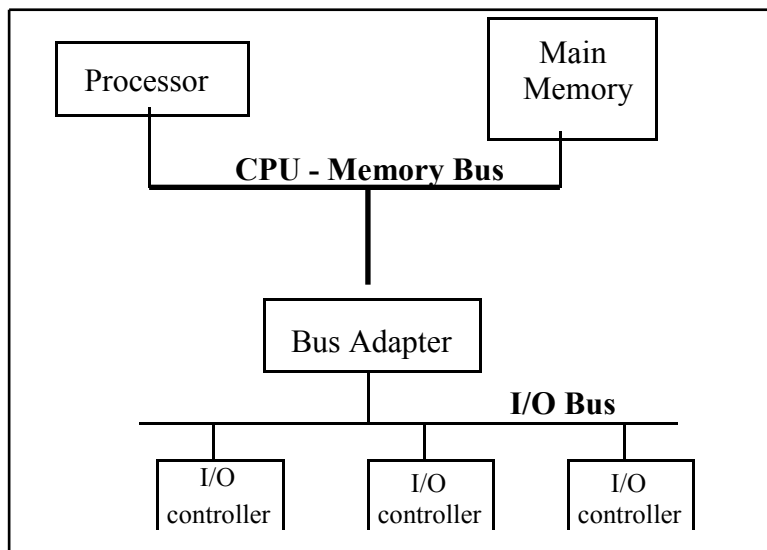 Processor
Main
Memory
CPU - Memory Bus
Bus Adapter
I/O Bus
I/O
controller
I/O
controller
I/O
controller